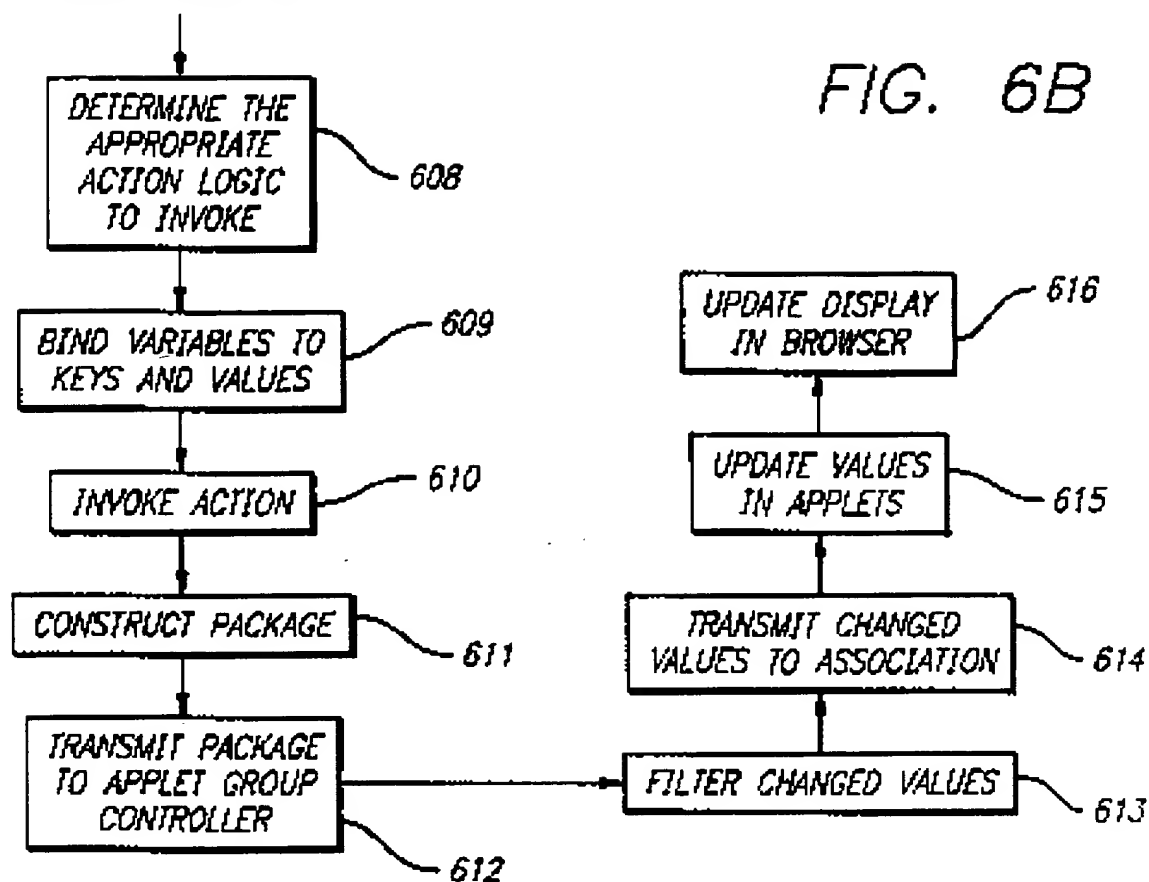 FIG. 6B
DETERMINE THE
APPROPRIATE
ACTION LOGIC
TO INVOKE
608
BIND VARIABLES TO
KEYS AND VALUES
609
INVOKE ACTION
610
CONSTRUCT PACKAGE
611
TRANSMIT PACKAGE
TO APPLET GROUP
CONTROLLER
612
FILTER CHANGED VALUES
613
TRANSMIT CHANGED
VALUES TO ASSOCIATION
614
UPDATE VALUES
IN APPLETS
615
UPDATE DISPLAY
IN BROWSER
616